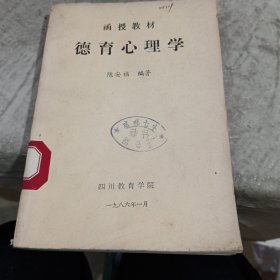 函授教材
德育心理学
陈安福 编著
四川教育学院
一九八六年一月